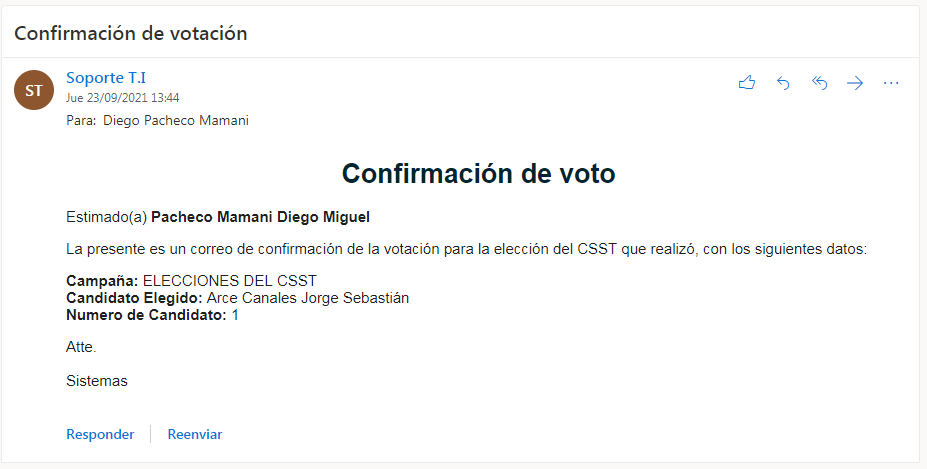 Confirmación de votación
ST
Soporte T.I
Jue 23/09/2021 13:44
Para: Diego Pacheco Mamani
Confirmación de voto
Estimado(a) Pacheco Mamani Diego Miguel
La presente es un correo de confirmación de la votación para la elección del CSST que realizó, con los siguientes datos:
Campaña: ELECCIONES DEL CSST
Candidato Elegido: Arce Canales Jorge Sebastián
Numero de Candidato: 1
Atte.
Sistemas
Responder
Reenviar